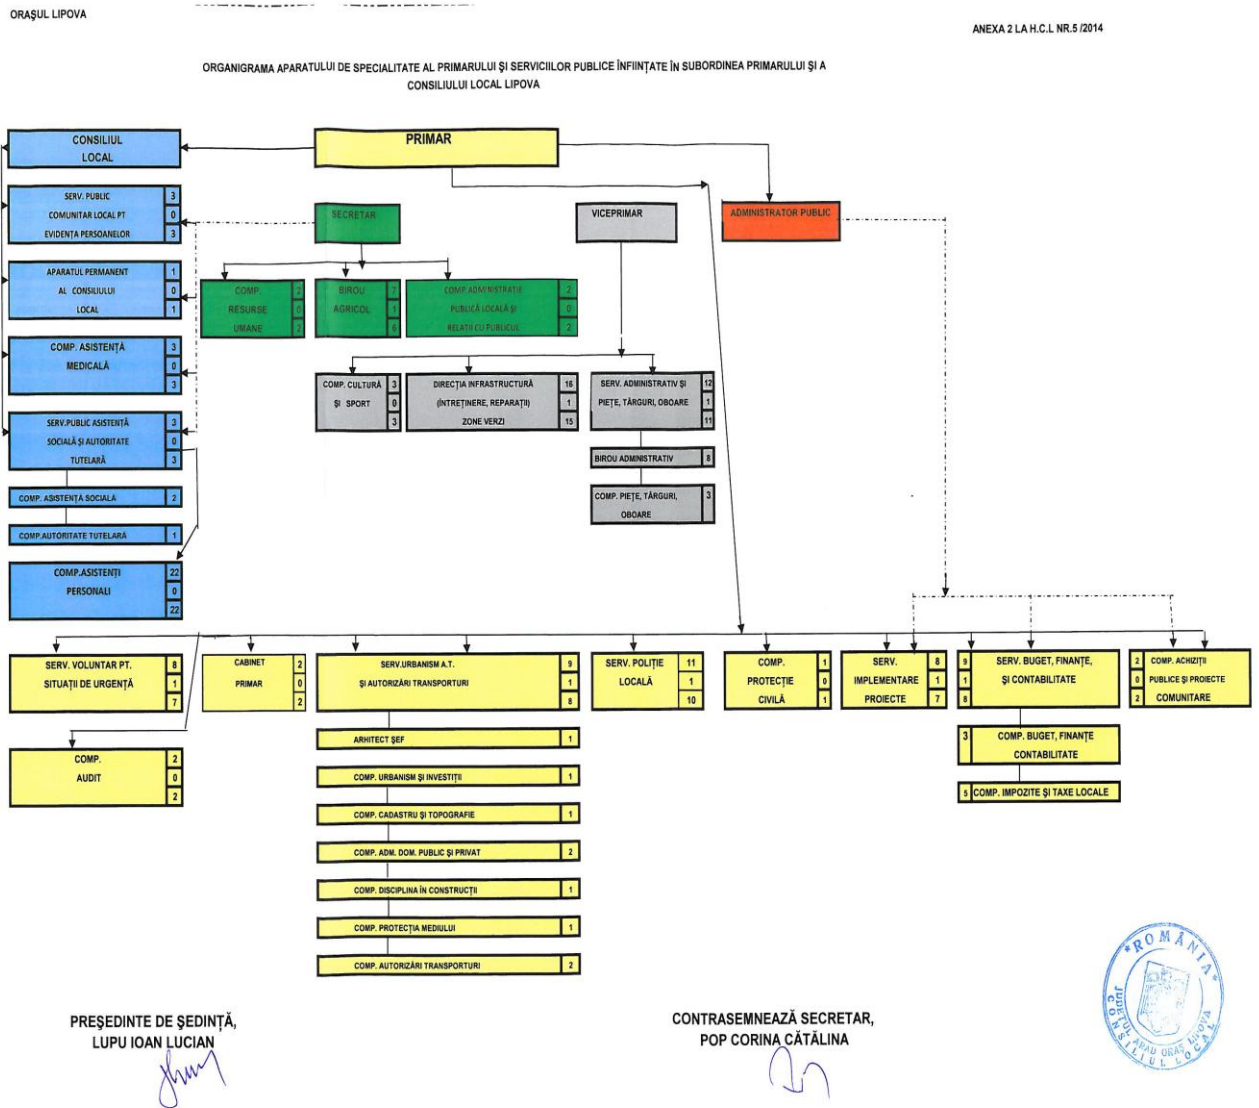 ORAŞUL LIPOVA
ANEXA 2 LA H.C.L NR.5 /2014
ORGANIGRAMA APARATULUI DE SPECIALITATE AL PRIMARULUI ŞI SERVICIILOR PUBLICE ÎNFIINŢATE ÎN SUBORDINEA PRIMARULUI ŞI A
CONSILIULUI LOCAL LIPOVA
CONSILIUL
LOCAL
PRIMAR
SERV. PUBLIC 3
COMUNITAR LOCAL PT 0
EVIDENŢA PERSOANELOR 3
SECRETAR
VICEPRIMAR
ADMINISTRATOR PUBLIC
APARATUL PERMANENT 1
AL CONSILIULUI 0
LOCAL 1
COMP. 2
RESURSE 0
UMANE 2
BIROU 7
AGRICOL 1
6
COMP.ADMINISTRAŢIE 2
PUBLICĂ LOCALĂ ŞI 0
RELAŢII CU PUBLICUL 2
COMP. ASISTENŢĂ 3
MEDICALĂ 0
3
COMP. CULTURĂ 3
ŞI SPORT 0
3
DIRECŢIA INFRASTRUCTURĂ 16
(ÎNTREŢINERE, REPARAŢII) 1
ZONE VERZI 15
SERV. ADMINISTRATIV ŞI 12
PIEŢE, TÂRGURI, OBOARE 1
11
SERV.PUBLIC ASISTENŢĂ 3
SOCIALĂ ŞI AUTORITATE 0
TUTELARĂ 3
BIROU ADMINISTRATIV 8
COMP. ASISTENŢĂ SOCIALĂ 2
COMP. PIEŢE, TÂRGURI, 3
OBOARE
COMP.AUTORITATE TUTELARĂ 1
COMP.ASISTENŢI 22
PERSONALI 0
22
SERV. VOLUNTAR PT. 8
SITUAŢII DE URGENŢĂ 1
7
CABINET 2
PRIMAR 0
2
SERV.URBANISM A.T. 9
ŞI AUTORIZĂRI TRANSPORTURI 1
8
SERV. POLIŢIE 11
LOCALĂ 1
10
COMP. 1
PROTECŢIE 0
CIVILĂ 1
SERV. 8
IMPLEMENTARE 1
PROIECTE 7
9 SERV. BUGET, FINANŢE,
1 ŞI CONTABILITATE
8
2 COMP. ACHIZIŢII
0 PUBLICE ŞI PROIECTE
2 COMUNITARE
COMP. 2
AUDIT 0
2
ARHITECT ŞEF 1
COMP. URBANISM ŞI INVESTIŢII 1
COMP. CADASTRU ŞI TOPOGRAFIE 1
COMP. ADM. DOM. PUBLIC ŞI PRIVAT 2
COMP. DISCIPLINA ÎN CONSTRUCŢII 1
COMP. PROTECŢIA MEDIULUI 1
COMP. AUTORIZĂRI TRANSPORTURI 2
3 COMP. BUGET, FINANŢE
CONTABILITATE
5 COMP. IMPOZITE ŞI TAXE LOCALE
PREŞEDINTE DE ŞEDINŢĂ,
LUPU IOAN LUCIAN
CONTRASEMNEAZĂ SECRETAR,
POP CORINA CĂTĂLINA
*ROMÂNIA*
JUDEŢUL ARAD ORAŞ LIPOVA
CONSILIUL LOCAL